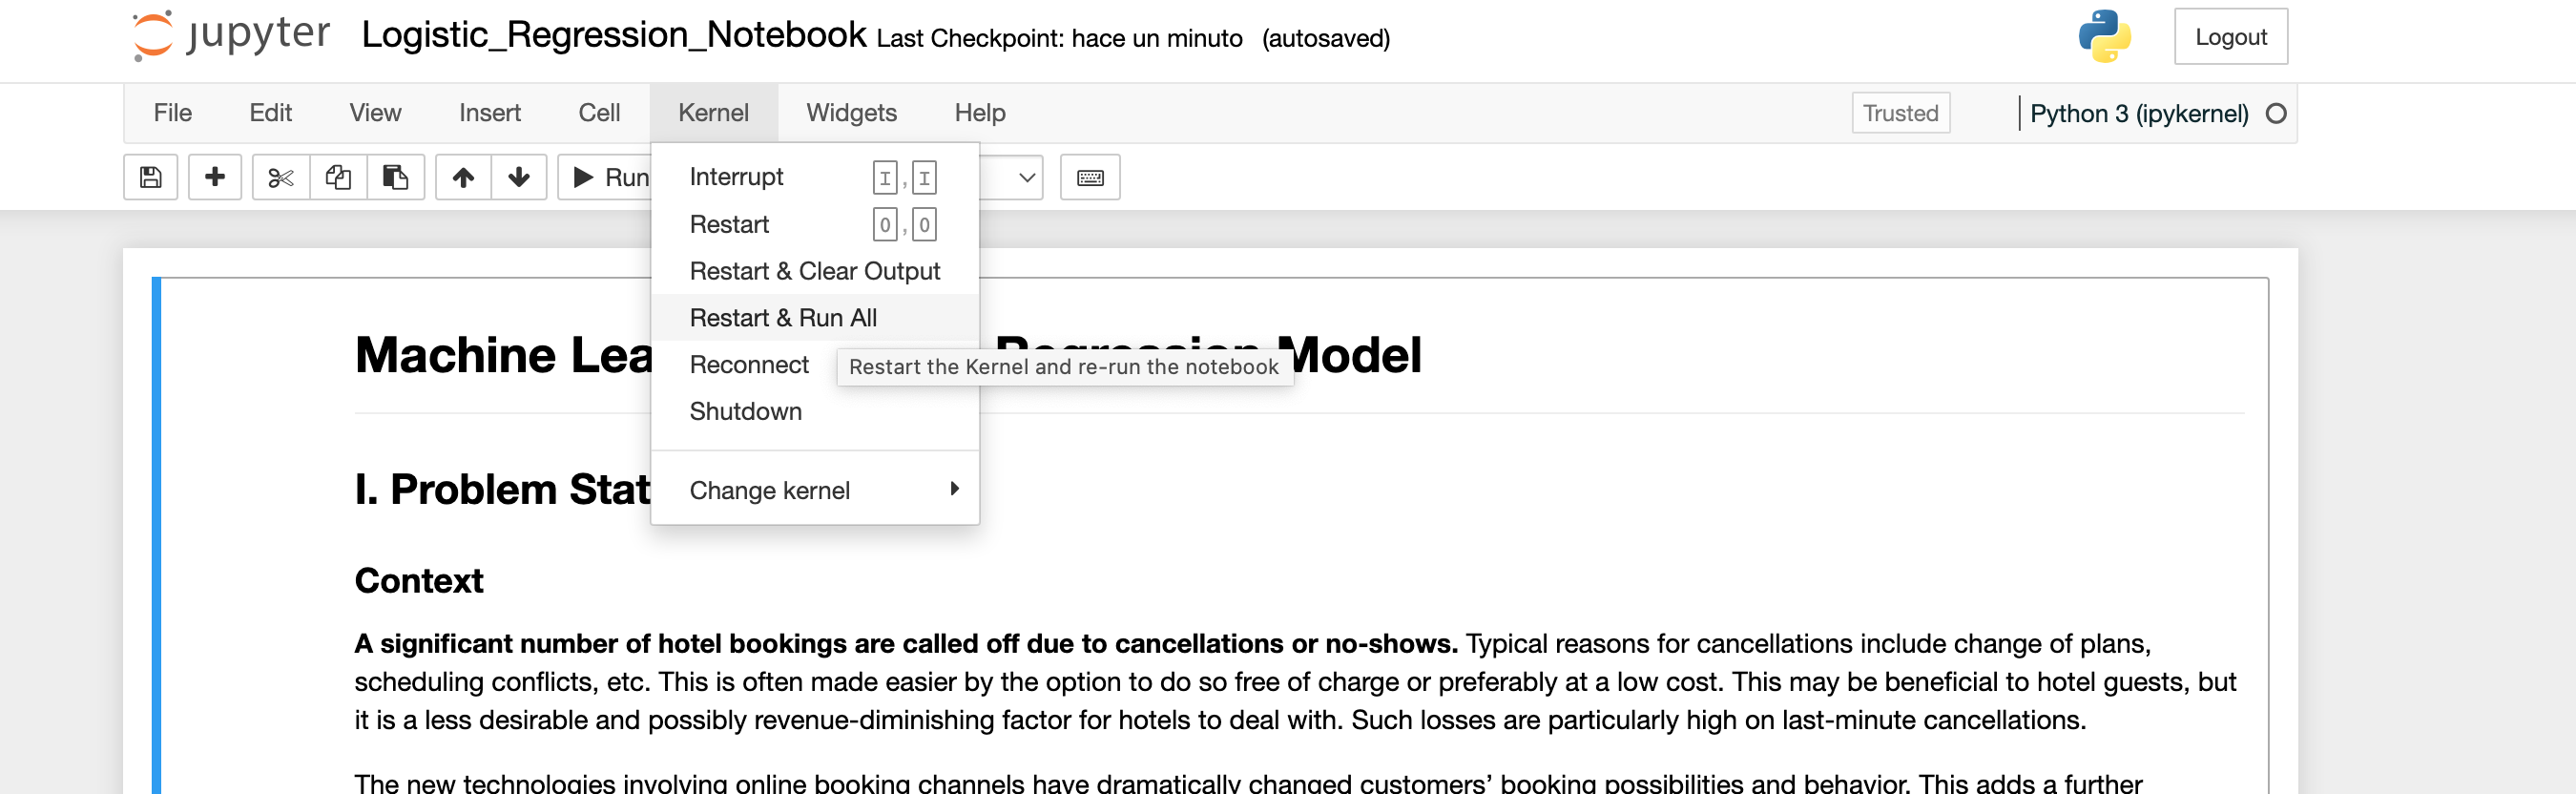 jupyter Logistic_Regression_Notebook Last Checkpoint: hace un minuto (autosaved) Logout
File Edit View Insert Cell Kernel Widgets Help Trusted Python 3 (ipykernel)
Run
Interrupt I , I
Restart 0 , 0
Restart & Clear Output
Restart & Run All
Reconnect
Restart the Kernel and re-run the notebook
Shutdown
Change kernel
Machine Lea Regression Model
I. Problem Stat
Context
A significant number of hotel bookings are called off due to cancellations or no-shows. Typical reasons for cancellations include change of plans,
scheduling conflicts, etc. This is often made easier by the option to do so free of charge or preferably at a low cost. This may be beneficial to hotel guests, but
it is a less desirable and possibly revenue-diminishing factor for hotels to deal with. Such losses are particularly high on last-minute cancellations.
The new technologies involving online booking channels have dramatically changed customers’ booking possibilities and behavior. This adds a further